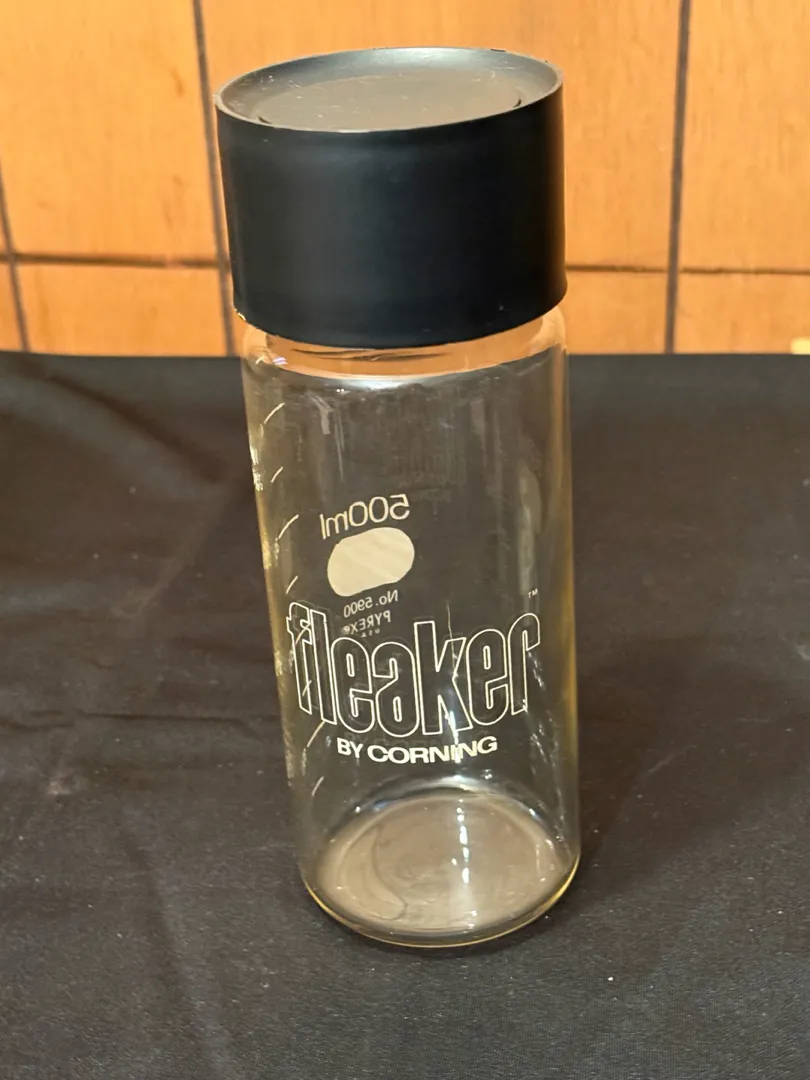 500ml
No. 5900
PYREX®
USA
fleaker™
BY CORNING